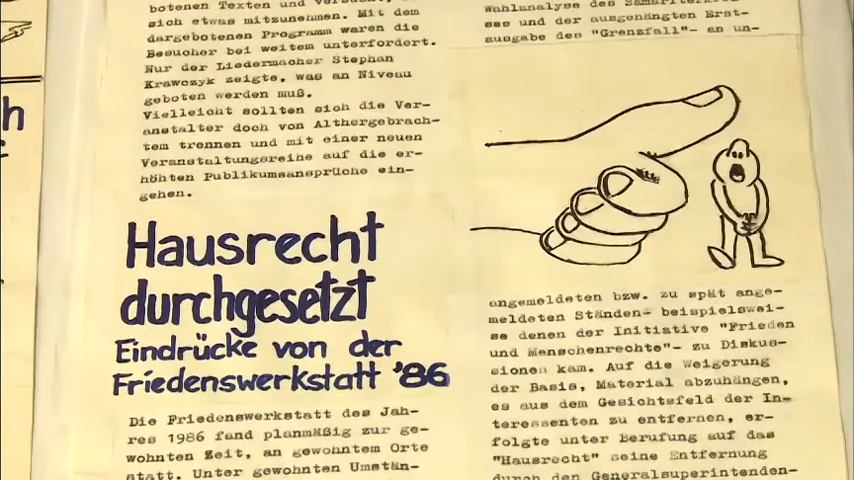 botenen Texten und versucht,
sich etwas mitzunehmen. Mit dem
dargebotenen Programm waren die
Besucher bei weitem unterfordert.
Nur der Liedermacher Stephan
Krawczyk zeigte, was an Niveau
geboten werden muß.
Vielleicht sollten sich die Ver-
anstalter doch von Althergebrach-
tem trennen und mit einer neuen
Veranstaltungsreihe auf die er-
höhten Publikumsansprüche ein-
gehen.
Hausrecht
durchgesetzt
Eindrücke von der
Friedenswerkstatt '86
Die Friedenswerkstatt des Jah-
res 1986 fand planmäßig zur ge-
wohnten Zeit, an gewohntem Orte
statt. Unter gewohnten Umstän-
Wahlanalyse des
ses und der ausgehängten Erst-
ausgabe des "Grenzfall"- an un-
angemeldeten bzw. zu spät ange-
meldeten Ständen- beispielswei-
se denen der Initiative "Frieden
und Menschenrechte"- zu Diskus-
sionen kam. Auf die Weigerung
der Basis, Material abzuhängen,
es aus dem Gesichtsfeld der In-
teressenten zu entfernen, er-
folgte unter Berufung auf das
"Hausrecht" seine Entfernung
durch den Generalsuperintenden-
h